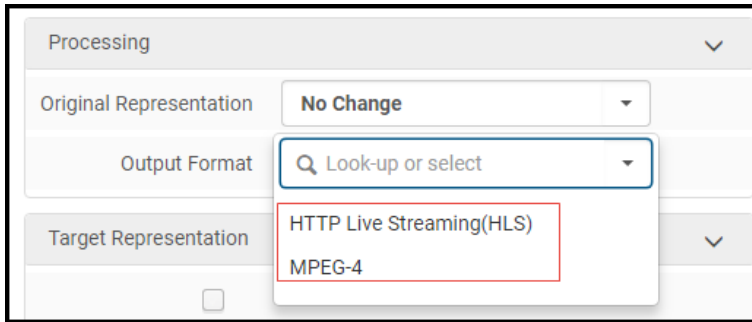 Processing
Original Representation No Change
Output Format Look-up or select
HTTP Live Streaming(HLS)
MPEG-4
Target Representation